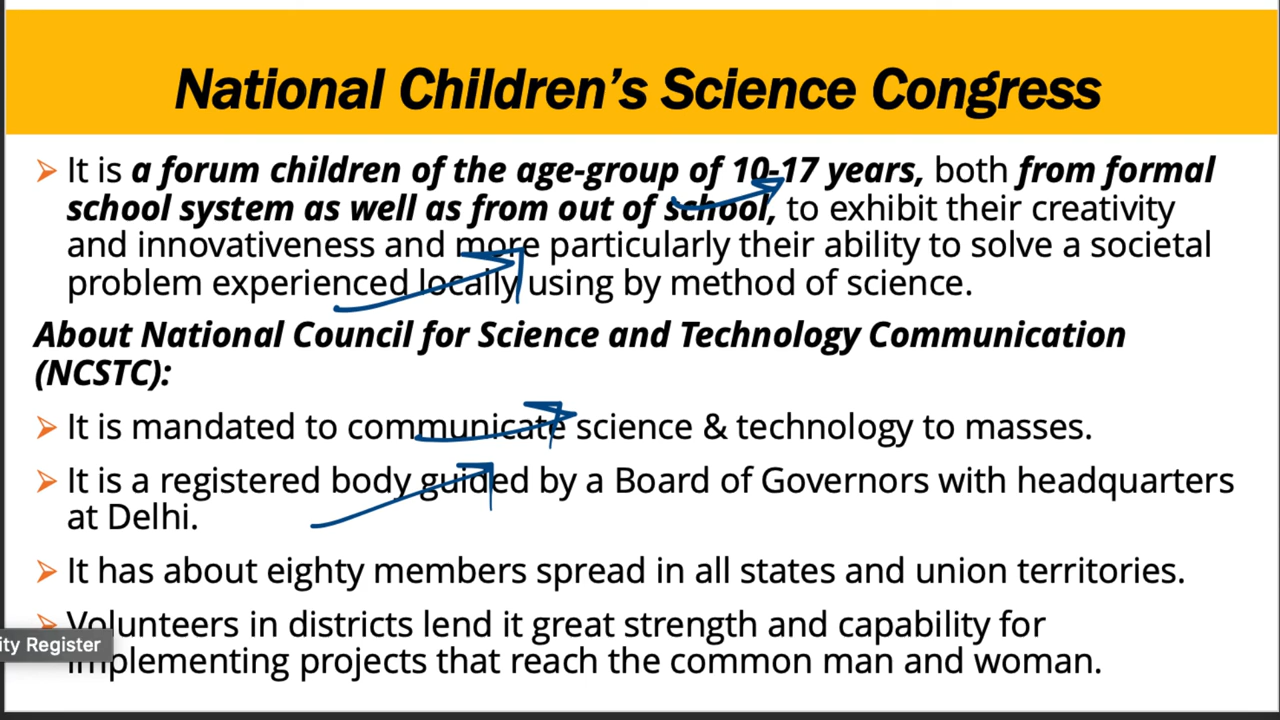 National Children's Science Congress
It is a forum children of the age-group of 10-17 years, both from formal
school system as well as from out of school, to exhibit their creativity
and innovativeness and more particularly their ability to solve a societal
problem experienced locally using by method of science.
About National Council for Science and Technology Communication
(NCSTC):
It is mandated to communicate science & technology to masses.
It is a registered body guided by a Board of Governors with headquarters
at Delhi.
It has about eighty members spread in all states and union territories.
Volunteers in districts lend it great strength and capability for
ity Register
implementing projects that reach the common man and woman.